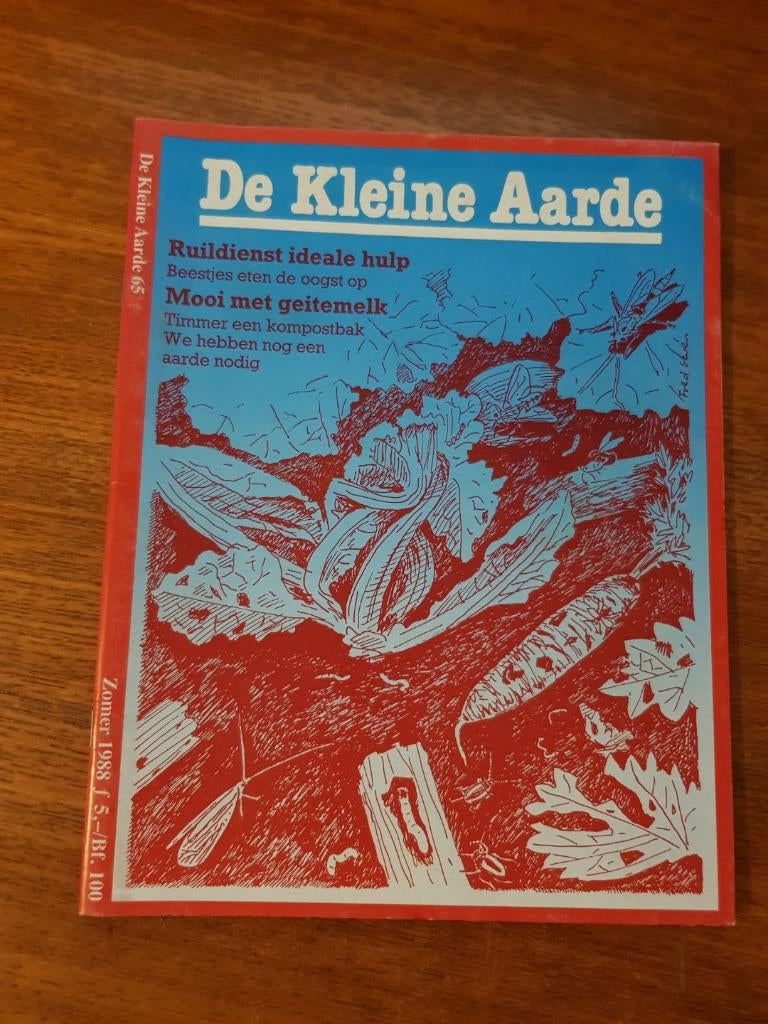 De Kleine Aarde
Ruildienst ideale hulp
Beestjes eten de oogst op
Mooi met geitemelk
Timmer een kompostbak
We hebben nog een
aarde nodig
De Kleine Aarde 65
Zomer 1988 f 5,–/Bf. 100